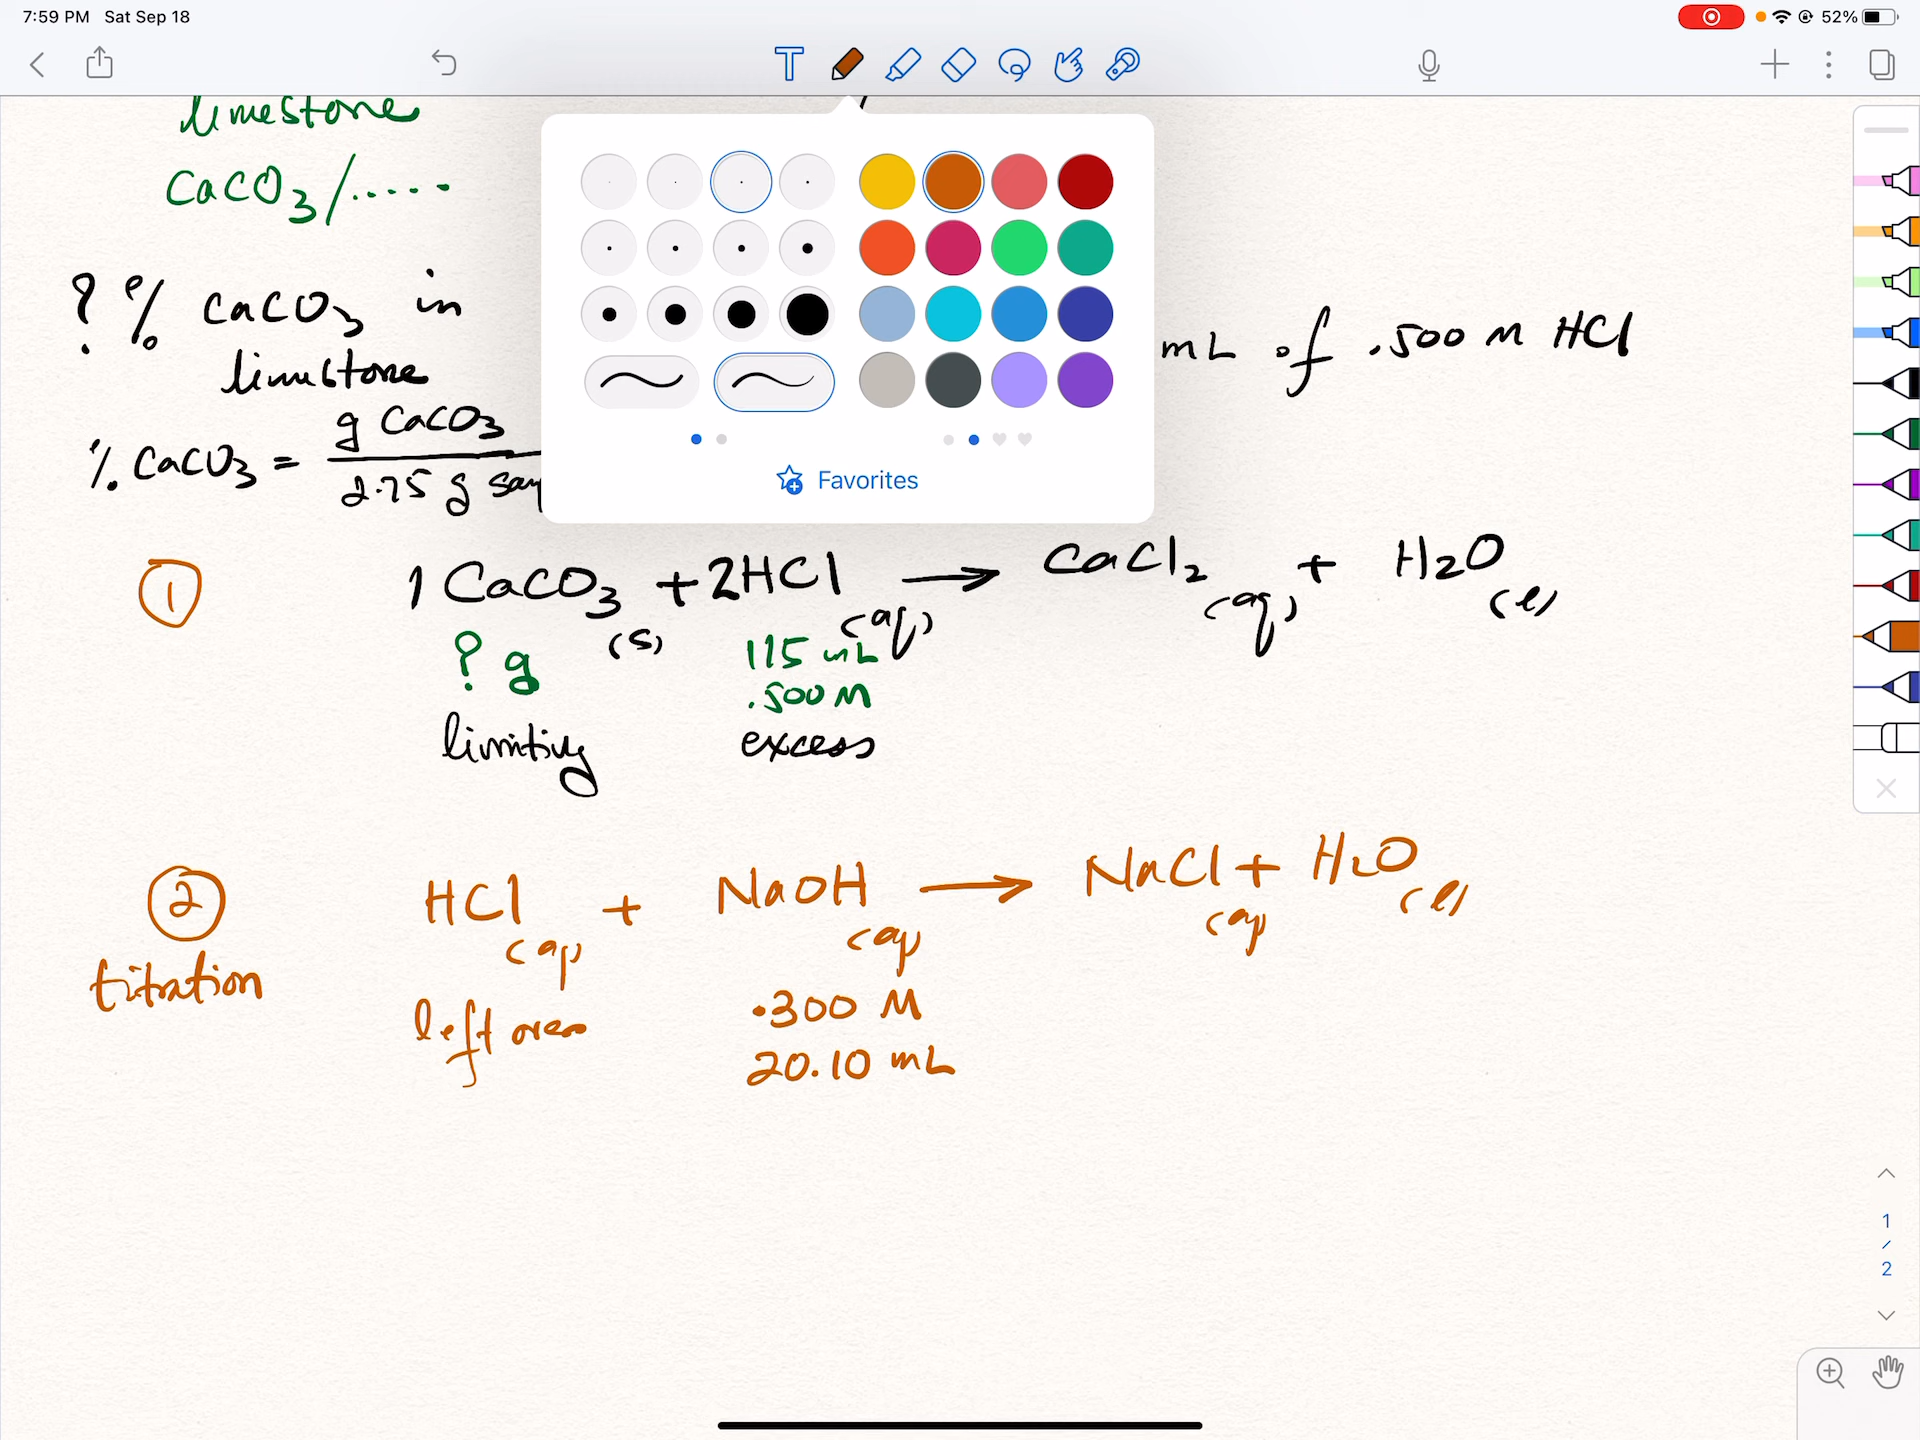 7:59 PM Sat Sep 18
52%
limestone
CaCO3/.....
? % CaCO3 in
limestone
mL of .500 M HCl
% CaCO3 = g CaCO3
2.75 g sam
Favorites
1 1 CaCO3 (s) + 2HCl (aq) → CaCl2 (aq) + H2O (l)
? g 115 mL
.500 M
limiting excess
2 HCl (aq) + NaOH (aq) → NaCl (aq) + H2O (l)
titration
left over .300 M
20.10 mL
1
/
2